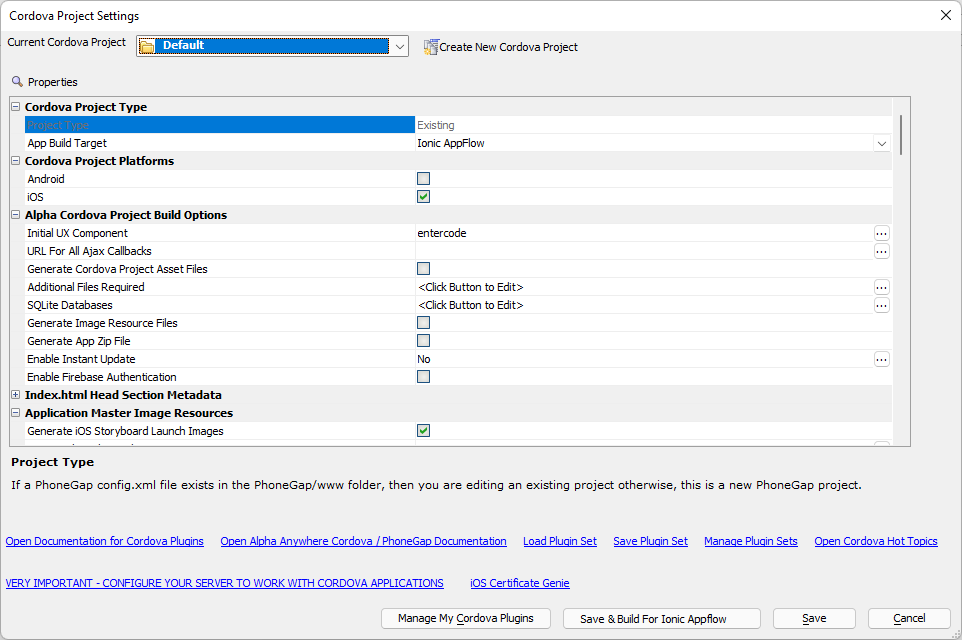 Cordova Project Settings
Current Cordova Project Default Create New Cordova Project
Properties
Cordova Project Type
Project Type Existing
App Build Target Ionic AppFlow
Cordova Project Platforms
Android
iOS
Alpha Cordova Project Build Options
Initial UX Component entercode
URL For All Ajax Callbacks
Generate Cordova Project Asset Files
Additional Files Required <Click Button to Edit>
SQLite Databases <Click Button to Edit>
Generate Image Resource Files
Generate App Zip File
Enable Instant Update No
Enable Firebase Authentication
Index.html Head Section Metadata
Application Master Image Resources
Generate iOS Storyboard Launch Images
Project Type
If a PhoneGap config.xml file exists in the PhoneGap/www folder, then you are editing an existing project otherwise, this is a new PhoneGap project.
Open Documentation for Cordova Plugins Open Alpha Anywhere Cordova / PhoneGap Documentation Load Plugin Set Save Plugin Set Manage Plugin Sets Open Cordova Hot Topics
VERY IMPORTANT - CONFIGURE YOUR SERVER TO WORK WITH CORDOVA APPLICATIONS iOS Certificate Genie
Manage My Cordova Plugins Save & Build For Ionic Appflow Save Cancel